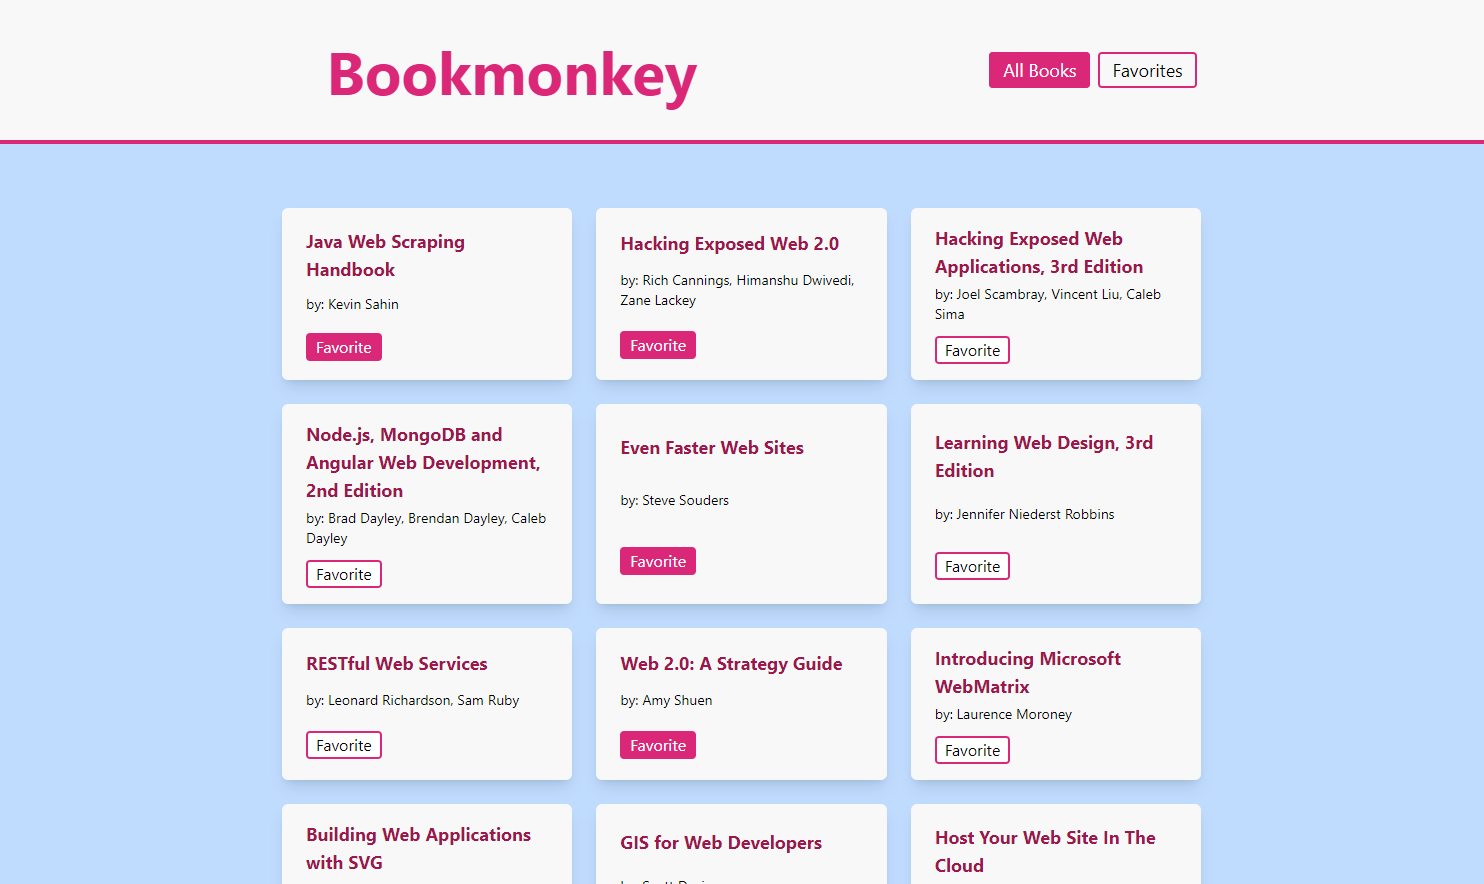 Bookmonkey
All Books
Favorites
Java Web Scraping
Handbook
by: Kevin Sahin
Favorite
Hacking Exposed Web 2.0
by: Rich Cannings, Himanshu Dwivedi,
Zane Lackey
Favorite
Hacking Exposed Web
Applications, 3rd Edition
by: Joel Scambray, Vincent Liu, Caleb
Sima
Favorite
Node.js, MongoDB and
Angular Web Development,
2nd Edition
by: Brad Dayley, Brendan Dayley, Caleb
Dayley
Favorite
Even Faster Web Sites
by: Steve Souders
Favorite
Learning Web Design, 3rd
Edition
by: Jennifer Niederst Robbins
Favorite
RESTful Web Services
by: Leonard Richardson, Sam Ruby
Favorite
Web 2.0: A Strategy Guide
by: Amy Shuen
Favorite
Introducing Microsoft
WebMatrix
by: Laurence Moroney
Favorite
Building Web Applications
with SVG
GIS for Web Developers
Host Your Web Site In The
Cloud